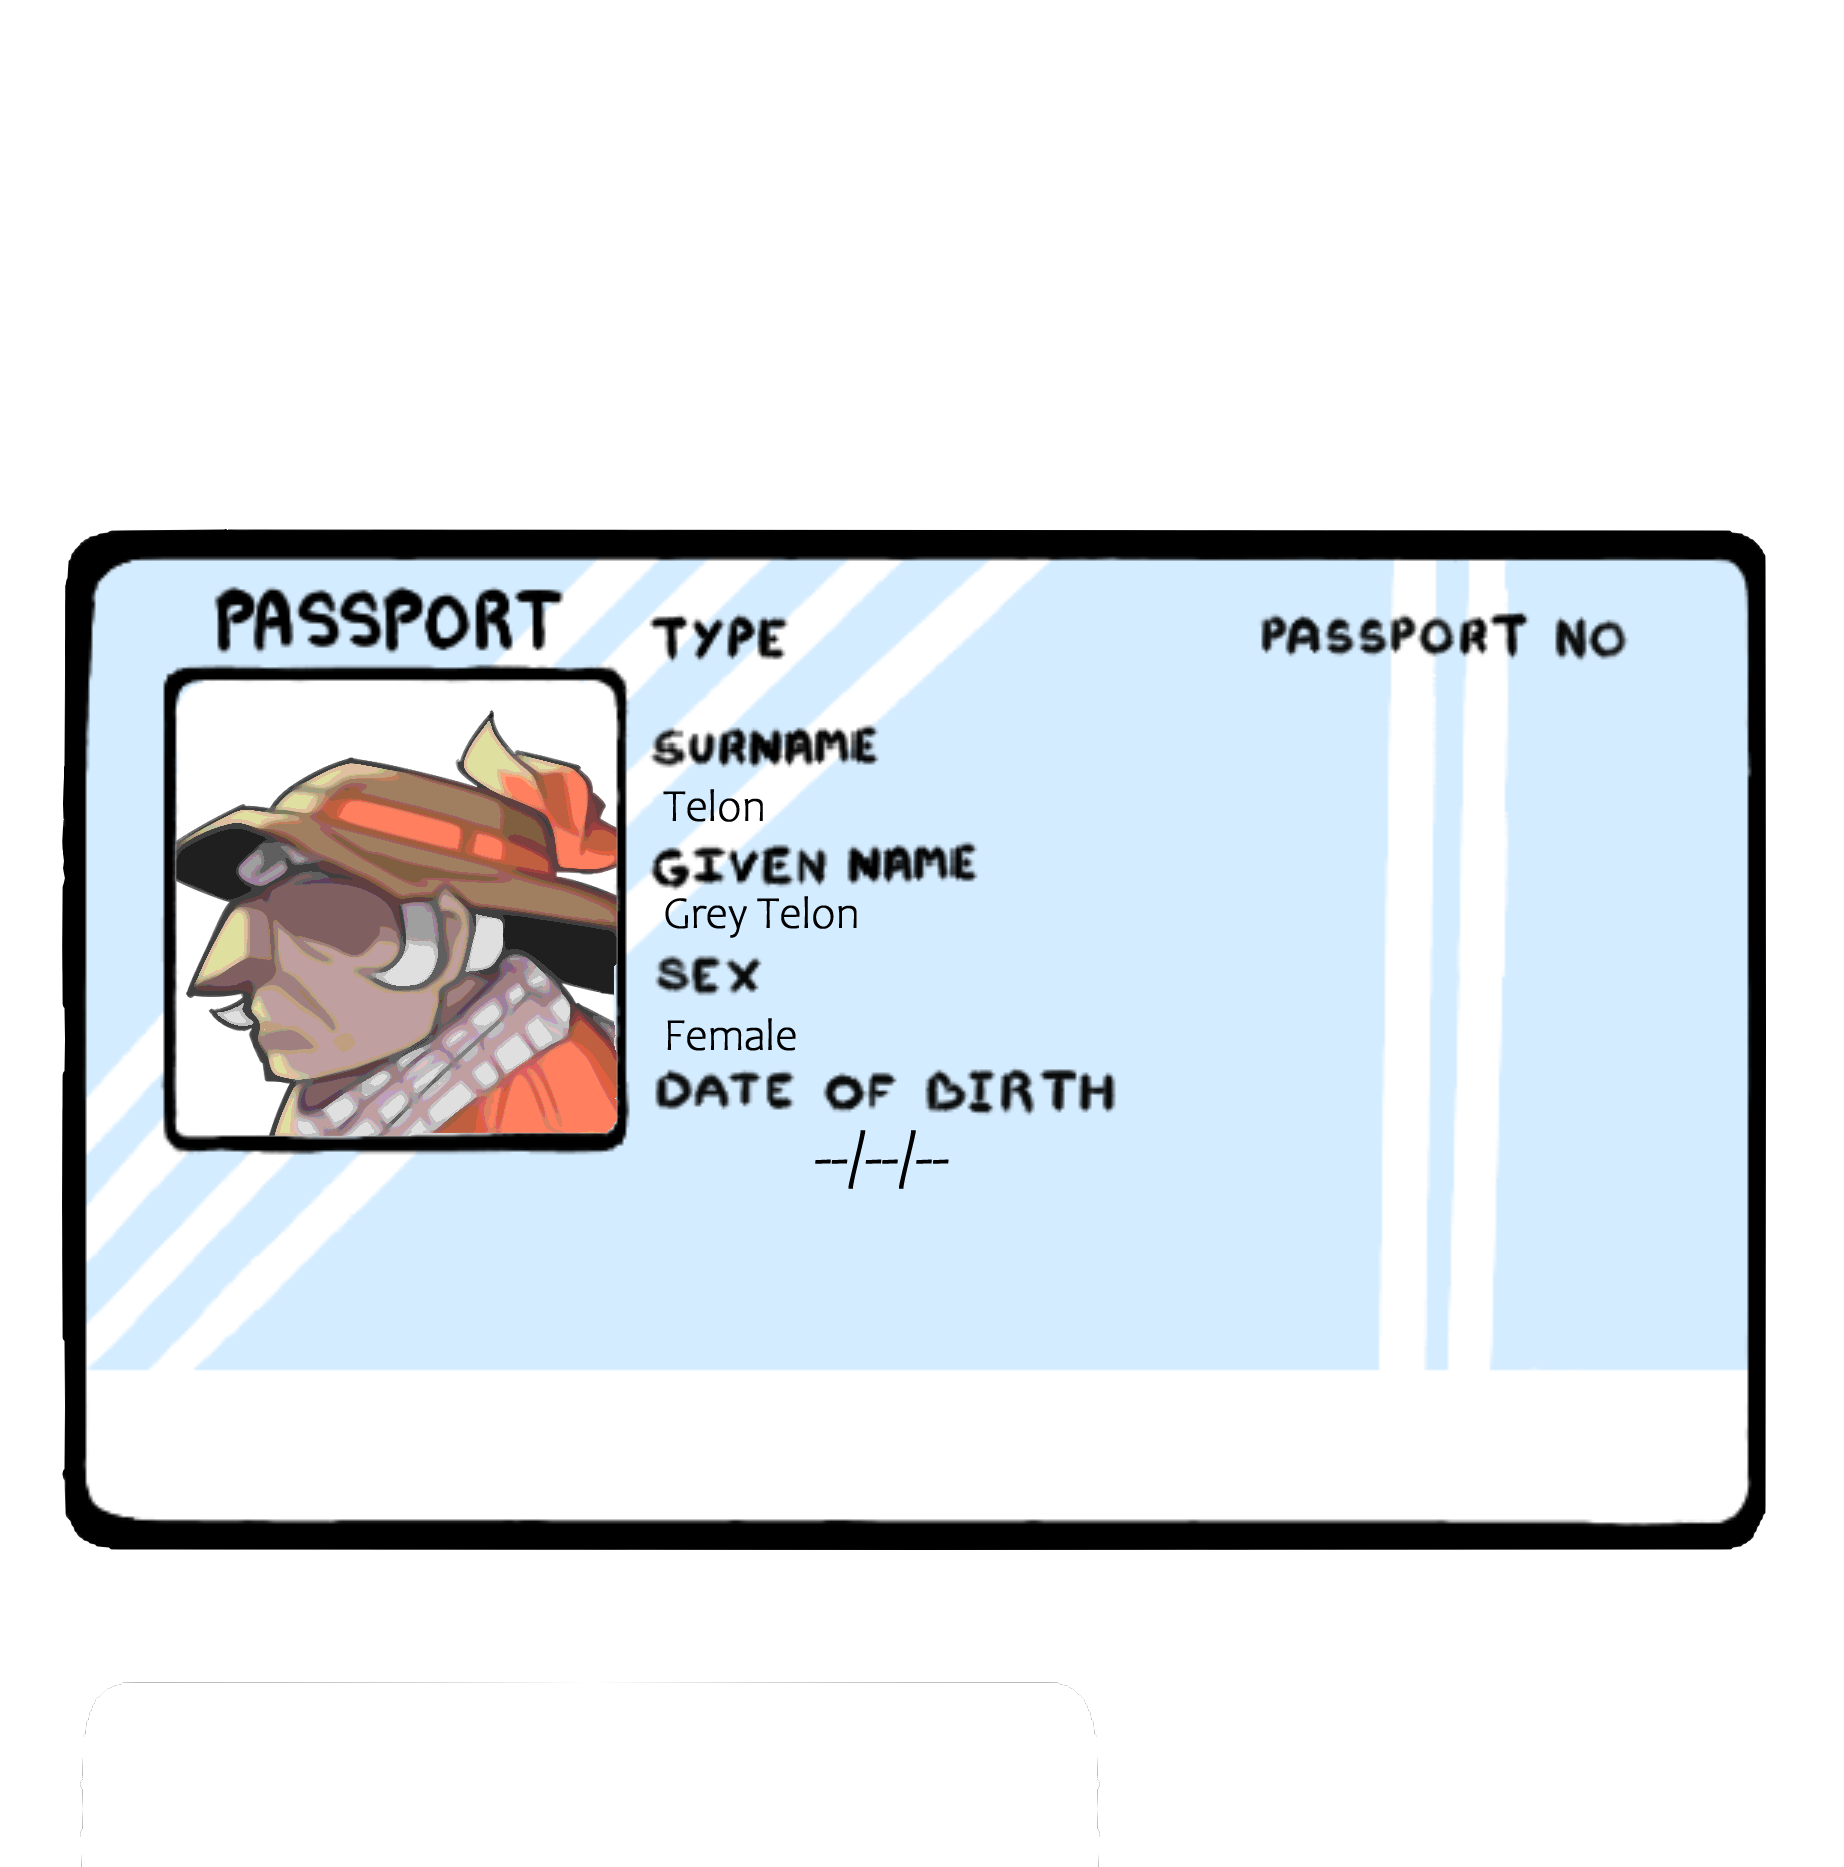 PASSPORT
TYPE
PASSPORT NO
SURNAME
Telon
GIVEN NAME
Grey Telon
SEX
Female
DATE OF BIRTH
--/--/--